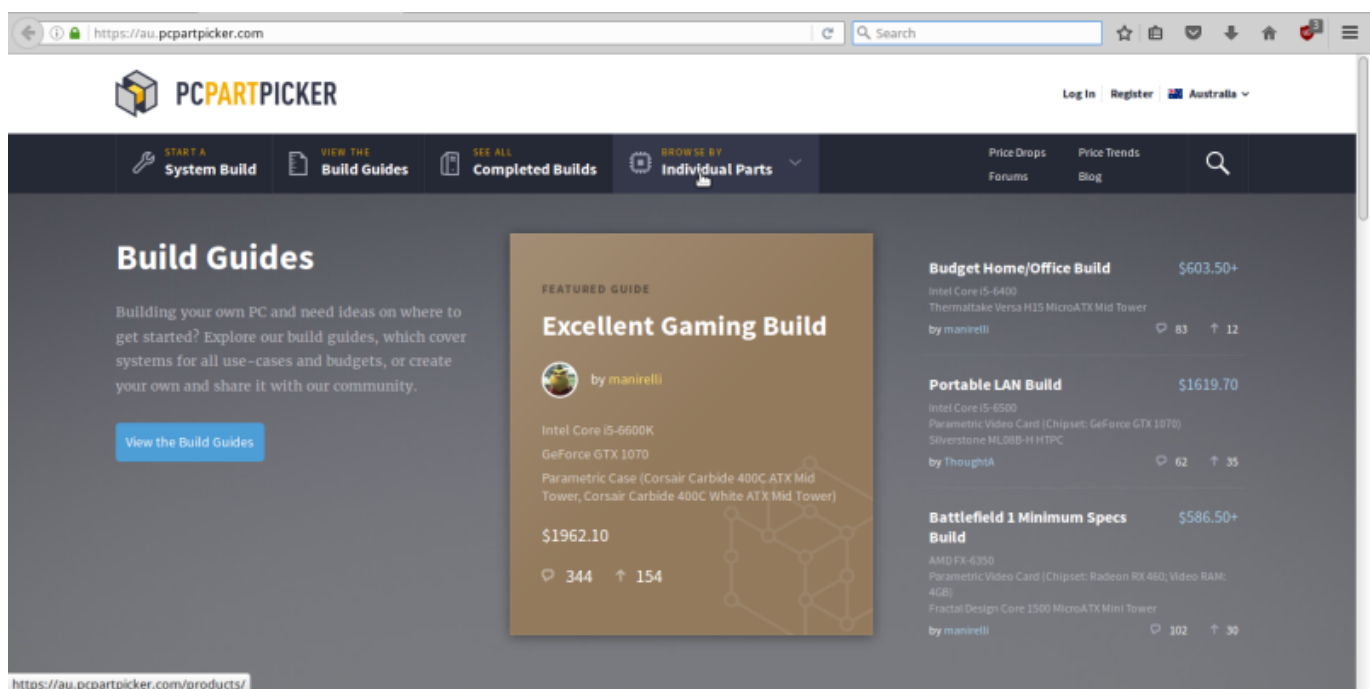 https://au.pcpartpicker.com
Search
3
PCPARTPICKER
Log In Register Australia
START A
System Build
VIEW THE
Build Guides
SEE ALL
Completed Builds
BROWSE BY
Individual Parts
Price Drops Price Trends
Forums Blog
Build Guides
Building your own PC and need ideas on where to
get started? Explore our build guides, which cover
systems for all use-cases and budgets, or create
your own and share it with our community.
View the Build Guides
FEATURED GUIDE
Excellent Gaming Build
by manirelli
Intel Core i5-6600K
GeForce GTX 1070
Parametric Case (Corsair Carbide 400C ATX Mid
Tower, Corsair Carbide 400C White ATX Mid Tower)
$1962.10
344 154
Budget Home/Office Build $603.50+
Intel Core i5-6400
Thermaltake Versa H15 MicroATX Mid Tower
by manirelli 83 12
Portable LAN Build $1619.70
Intel Core i5-6500
Parametric Video Card (Chipset: GeForce GTX 1070)
Silverstone ML08B-H HTPC
by ThoughtA 62 35
Battlefield 1 Minimum Specs $586.50+
Build
AMD FX-6350
Parametric Video Card (Chipset: Radeon RX 460; Video RAM:
4GB)
Fractal Design Core 1500 MicroATX Mini Tower
by manirelli 102 30
https://au.pcpartpicker.com/products/